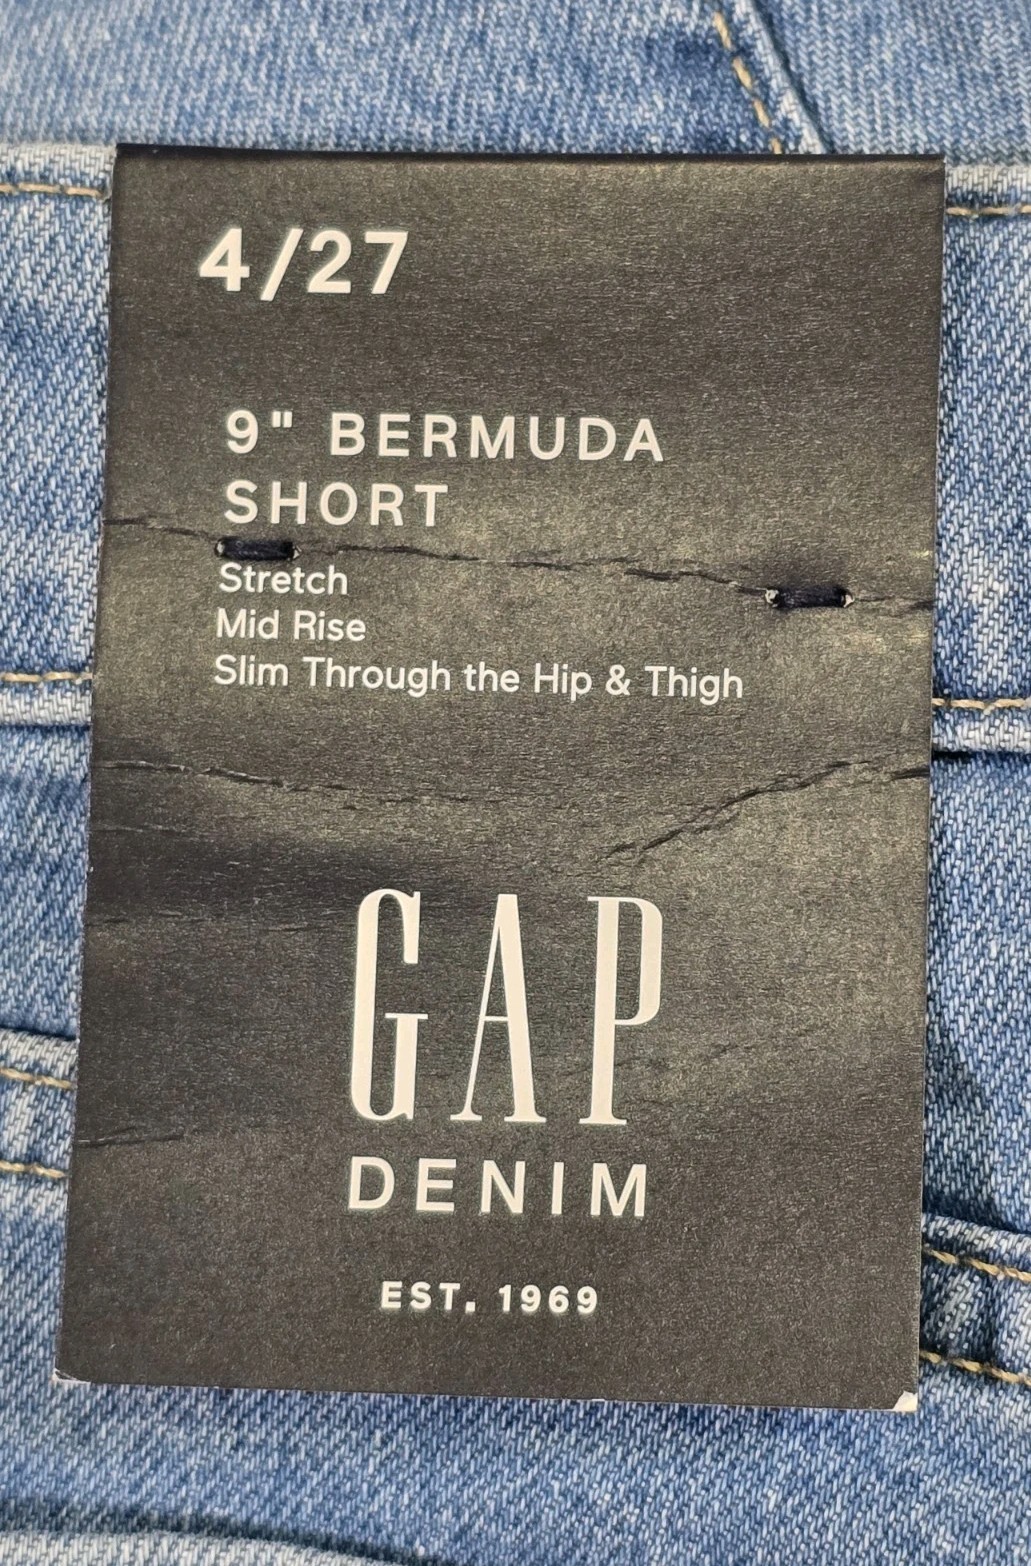 4/27
9" BERMUDA
SHORT
Stretch
Mid Rise
Slim Through the Hip & Thigh
GAP
DENIM
EST. 1969